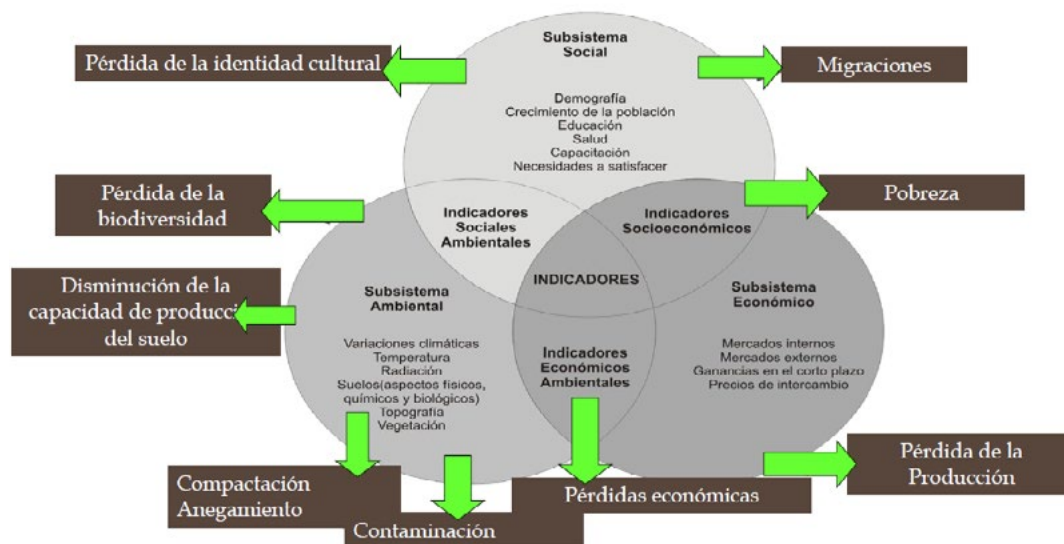 Subsistema
Social
Pérdida de la identidad cultural
Migraciones
Demografía
Crecimiento de la población
Educación
Salud
Capacitación
Necesidades a satisfacer
Pérdida de la
biodiversidad
Pobreza
Indicadores
Sociales
Ambientales
Indicadores
Socioeconómicos
INDICADORES
Disminución de la
capacidad de producci
del suelo
Subsistema
Ambiental
Subsistema
Económico
Variaciones climáticas
Temperatura
Radiación
Suelos(aspectos físicos,
químicos y biológicos)
Topografía
Vegetación
Indicadores
Económicos
Ambientales
Mercados internos
Mercados externos
Ganancias en el corto plazo
Precios de intercambio
Compactación
Anegamiento
Contaminación
Pérdidas económicas
Pérdida de la
Producción